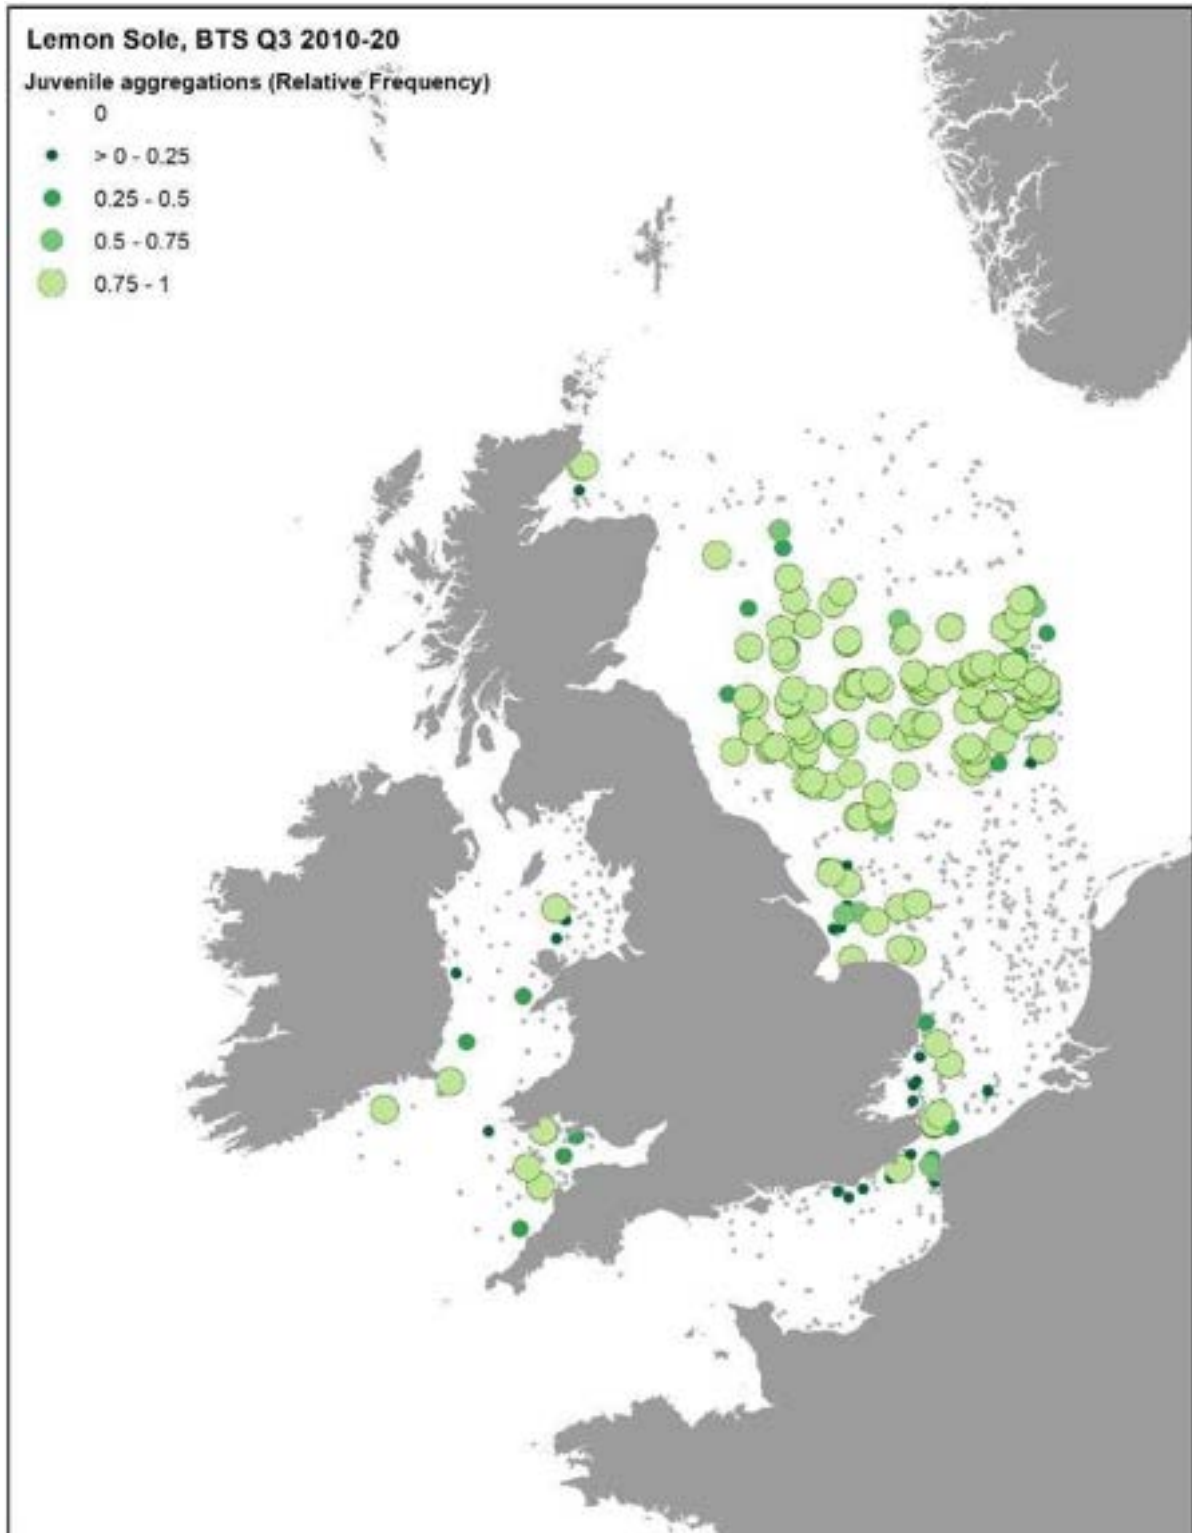 Lemon Sole, BTS Q3 2010-20
Juvenile aggregations (Relative Frequency)
0
> 0 - 0.25
0.25 - 0.5
0.5 - 0.75
0.75 - 1